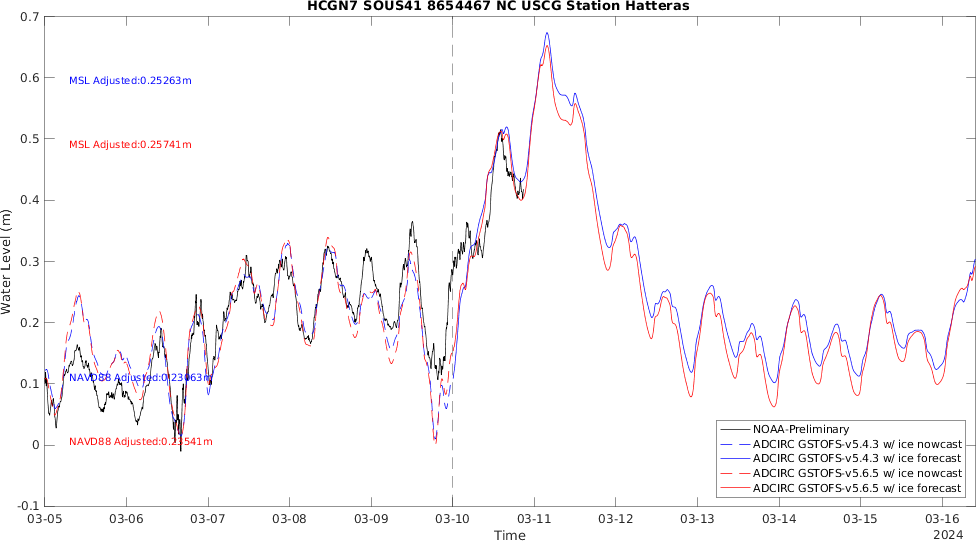 HCGN7 SOUS41 8654467 NC USCG Station Hatteras
0.7
0.6
0.5
0.4
0.3
0.2
0.1
0
-0.1
Water Level (m)
MSL Adjusted:0.25263m
MSL Adjusted:0.25741m
NAVD88 Adjusted:0.23063m
NAVD88 Adjusted:0.23541m
NOAA-Preliminary
ADCIRC GSTOFS-v5.4.3 w/ ice nowcast
ADCIRC GSTOFS-v5.4.3 w/ ice forecast
ADCIRC GSTOFS-v5.6.5 w/ ice nowcast
ADCIRC GSTOFS-v5.6.5 w/ ice forecast
03-05 03-06 03-07 03-08 03-09 03-10 03-11 03-12 03-13 03-14 03-15 03-16
Time
2024